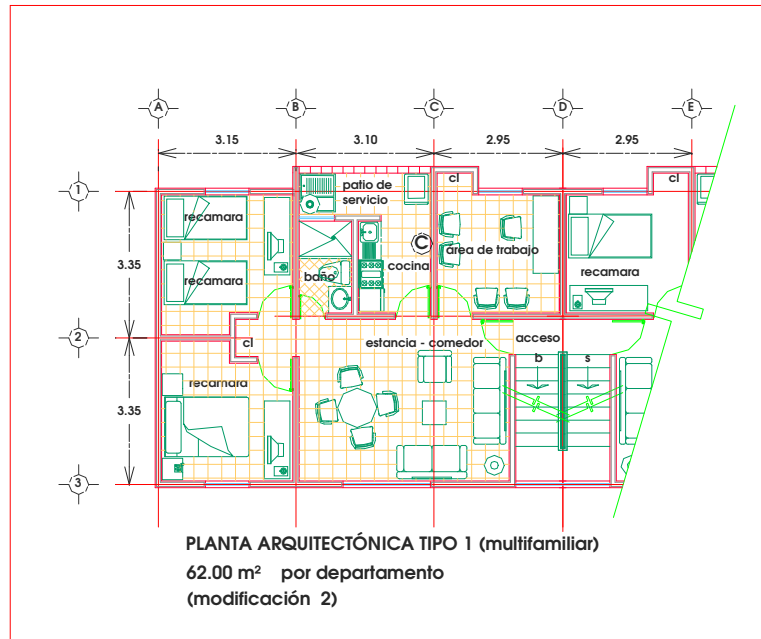 A B C D E
3.15 3.10 2.95 2.95
1
cl
cl
patio de
servicio
recamara
C
área de trabajo
cocina
recamara
recamara
baño
3.35
2
cl
estancia - comedor
acceso
b s
recamara
3.35
3
PLANTA ARQUITECTÓNICA TIPO 1 (multifamiliar)
62.00 m² por departamento
(modificación 2)